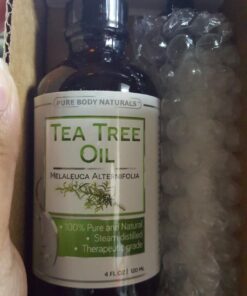 PURE BODY NATURALS
TEA TREE
OIL
MELALEUCA ALTERNIFOLIA
• 100% Pure and Natural
• Steam distilled
• Therapeutic grade
4 FL OZ | 120 ML